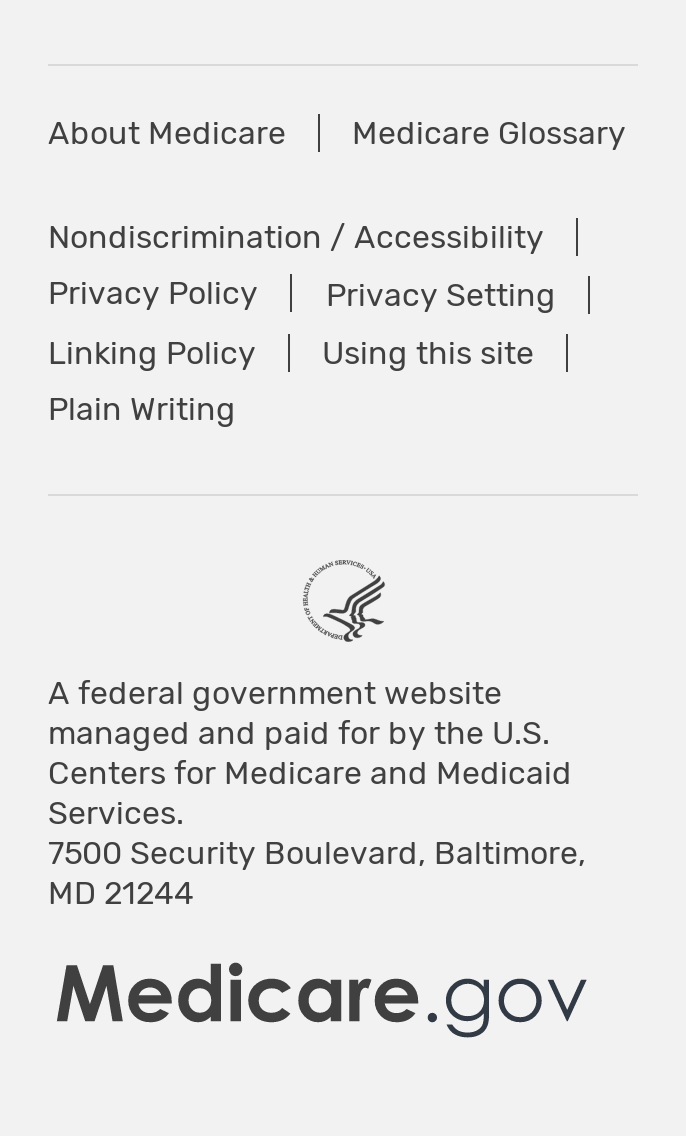 About Medicare | Medicare Glossary
Nondiscrimination / Accessibility |
Privacy Policy | Privacy Setting |
Linking Policy | Using this site |
Plain Writing
DEPARTMENT OF HEALTH & HUMAN SERVICES • USA
A federal government website
managed and paid for by the U.S.
Centers for Medicare and Medicaid
Services.
7500 Security Boulevard, Baltimore,
MD 21244
Medicare.gov